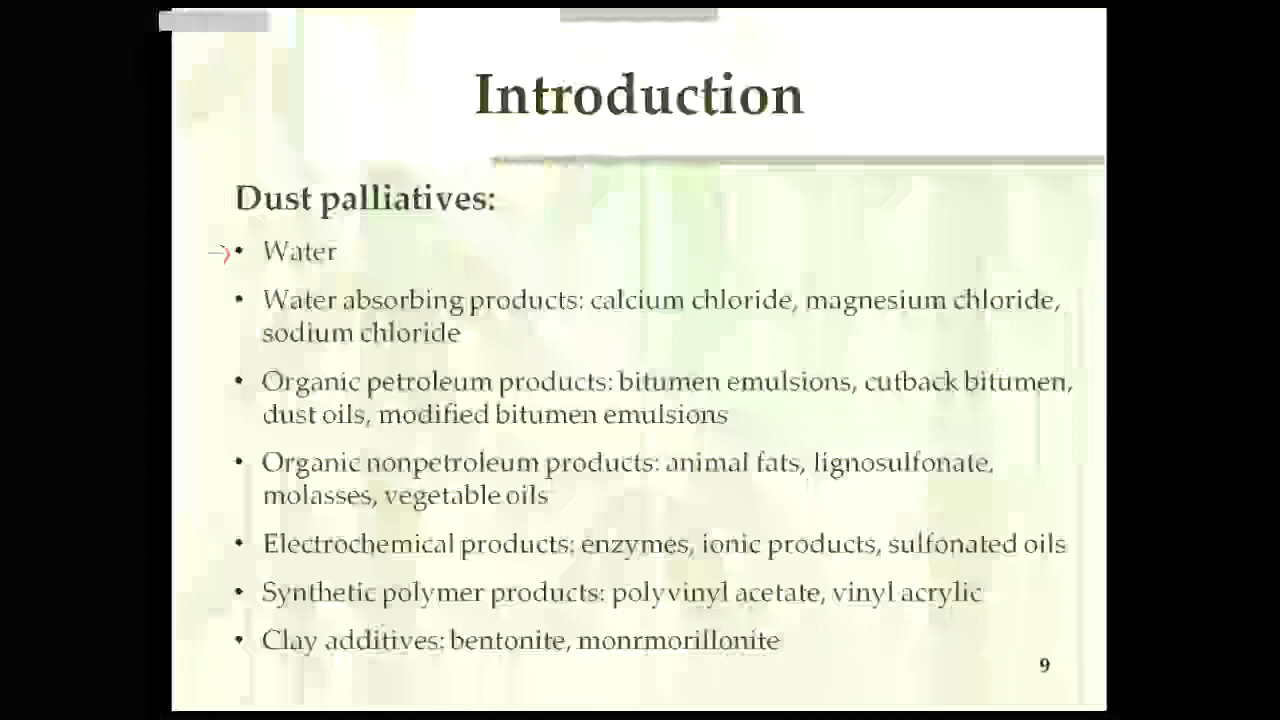 Introduction
Dust palliatives:
• Water
• Water absorbing products: calcium chloride, magnesium chloride,
sodium chloride
• Organic petroleum products: bitumen emulsions, cutback bitumen,
dust oils, modified bitumen emulsions
• Organic nonpetroleum products: animal fats, lignosulfonate,
molasses, vegetable oils
• Electrochemical products: enzymes, ionic products, sulfonated oils
• Synthetic polymer products: polyvinyl acetate, vinyl acrylic
• Clay additives: bentonite, monrmorillonite
9